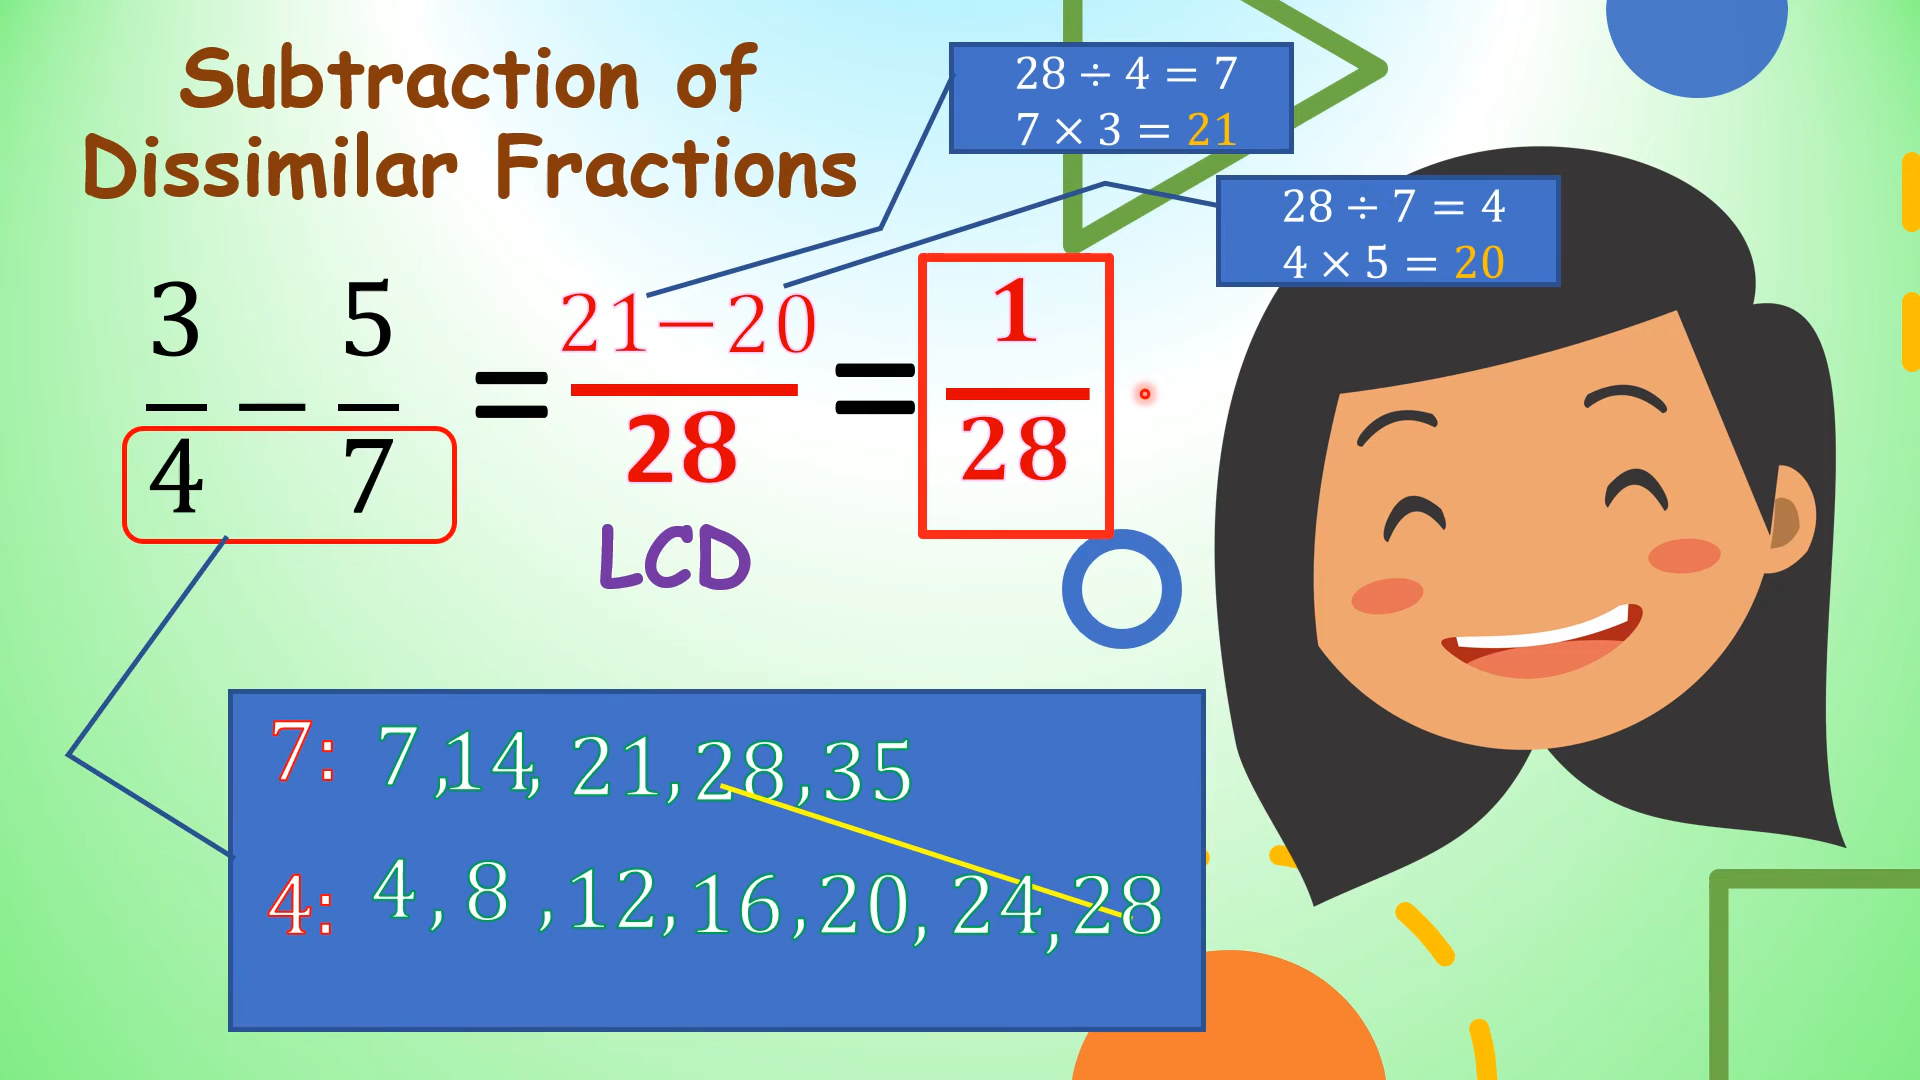 Subtraction of
Dissimilar Fractions
28 ÷ 4 = 7
7 × 3 = 21
28 ÷ 7 = 4
4 × 5 = 20
3/4 − 5/7 = 21−20/28 = 1/28
LCD
7: 7 ,14, 21, 28, 35
4: 4 , 8 , 12, 16 , 20, 24, 28